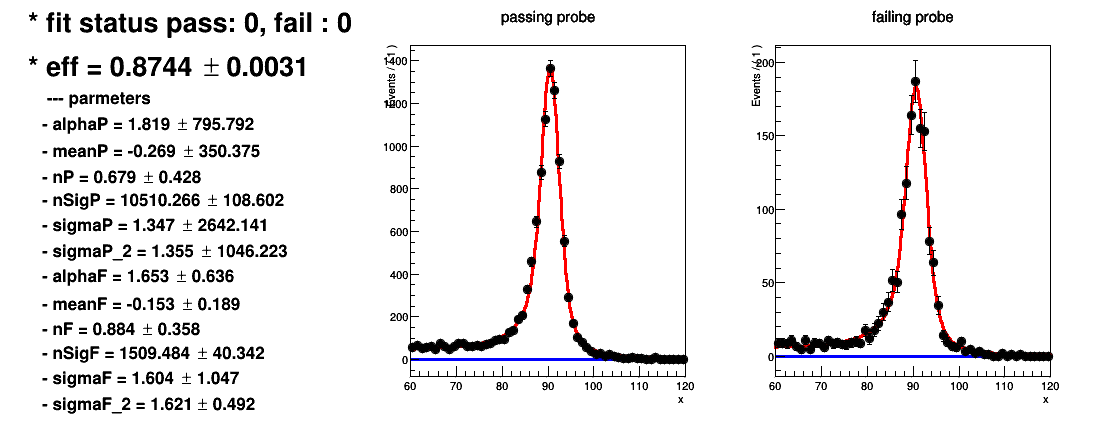 * fit status pass: 0, fail : 0
* eff = 0.8744 ± 0.0031
--- parmeters
- alphaP = 1.819 ± 795.792
- meanP = -0.269 ± 350.375
- nP = 0.679 ± 0.428
- nSigP = 10510.266 ± 108.602
- sigmaP = 1.347 ± 2642.141
- sigmaP_2 = 1.355 ± 1046.223
- alphaF = 1.653 ± 0.636
- meanF = -0.153 ± 0.189
- nF = 0.884 ± 0.358
- nSigF = 1509.484 ± 40.342
- sigmaF = 1.604 ± 1.047
- sigmaF_2 = 1.621 ± 0.492
passing probe
Events / ( 1 )
1400
1200
1000
800
600
400
200
0
60 70 80 90 100 110 120
x
failing probe
Events / ( 1 )
200
150
100
50
0
60 70 80 90 100 110 120
x